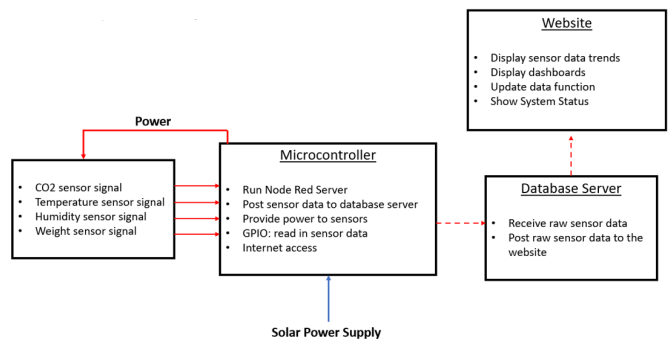 Website
• Display sensor data trends
• Display dashboards
• Update data function
• Show System Status
Power
• CO2 sensor signal
• Temperature sensor signal
• Humidity sensor signal
• Weight sensor signal
Microcontroller
• Run Node Red Server
• Post sensor data to database server
• Provide power to sensors
• GPIO: read in sensor data
• Internet access
Database Server
• Receive raw sensor data
• Post raw sensor data to the
website
Solar Power Supply